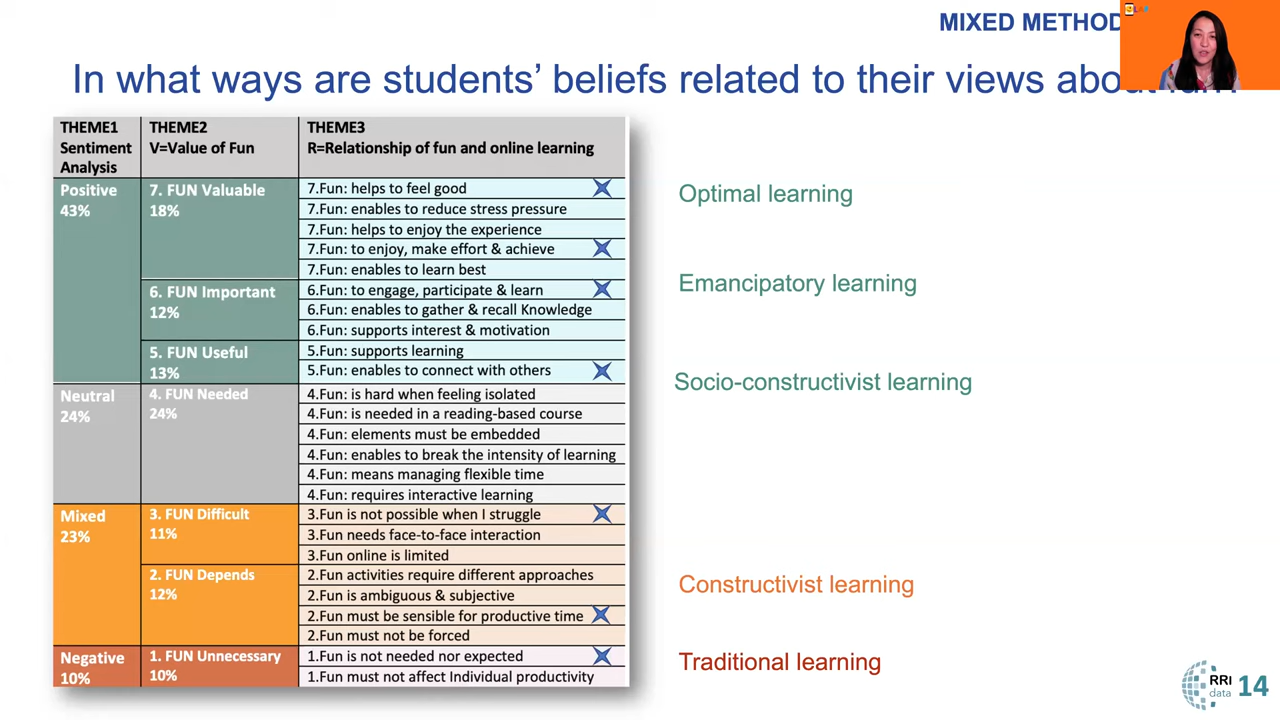 MIXED METHOD
In what ways are students' beliefs related to their views about fun
THEME1
Sentiment
Analysis
THEME2
V=Value of Fun
THEME3
R=Relationship of fun and online learning
Positive
43%
7. FUN Valuable
18%
7.Fun: helps to feel good
7.Fun: enables to reduce stress pressure
7.Fun: helps to enjoy the experience
7.Fun: to enjoy, make effort & achieve
7.Fun: enables to learn best
6. FUN Important
12%
6.Fun: to engage, participate & learn
6.Fun: enables to gather & recall Knowledge
6.Fun: supports interest & motivation
5. FUN Useful
13%
5.Fun: supports learning
5.Fun: enables to connect with others
Neutral
24%
4. FUN Needed
24%
4.Fun: is hard when feeling isolated
4.Fun: is needed in a reading-based course
4.Fun: elements must be embedded
4.Fun: enables to break the intensity of learning
4.Fun: means managing flexible time
4.Fun: requires interactive learning
Mixed
23%
3. FUN Difficult
11%
3.Fun is not possible when I struggle
3.Fun needs face-to-face interaction
3.Fun online is limited
2. FUN Depends
12%
2.Fun activities require different approaches
2.Fun is ambiguous & subjective
2.Fun must be sensible for productive time
2.Fun must not be forced
Negative
10%
1. FUN Unnecessary
10%
1.Fun is not needed nor expected
1.Fun must not affect Individual productivity
Optimal learning
Emancipatory learning
Socio-constructivist learning
Constructivist learning
Traditional learning
RRI
data
14